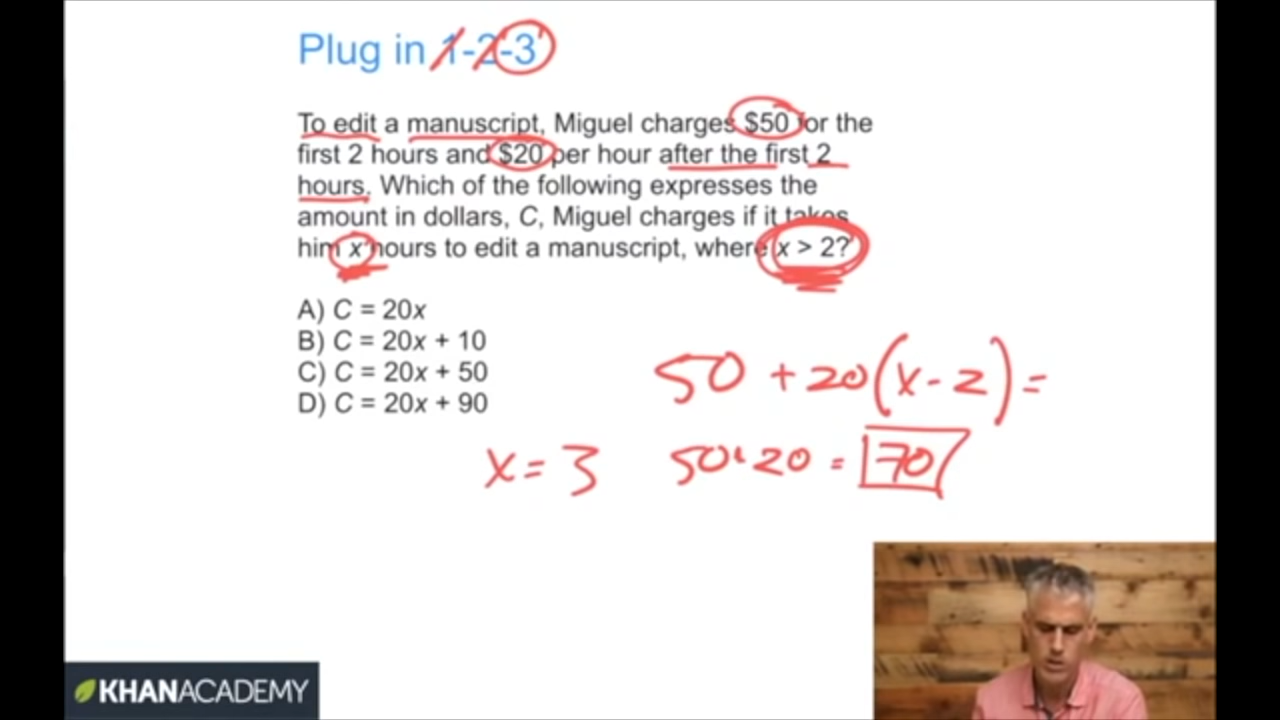 Plug in 1-2-3
To edit a manuscript, Miguel charges $50 for the
first 2 hours and $20 per hour after the first 2
hours. Which of the following expresses the
amount in dollars, C, Miguel charges if it takes
him x hours to edit a manuscript, where x > 2?
A) C = 20x
B) C = 20x + 10
C) C = 20x + 50
D) C = 20x + 90
50 + 20(x - 2) =
x = 3 50+20 = 70
KHANACADEMY